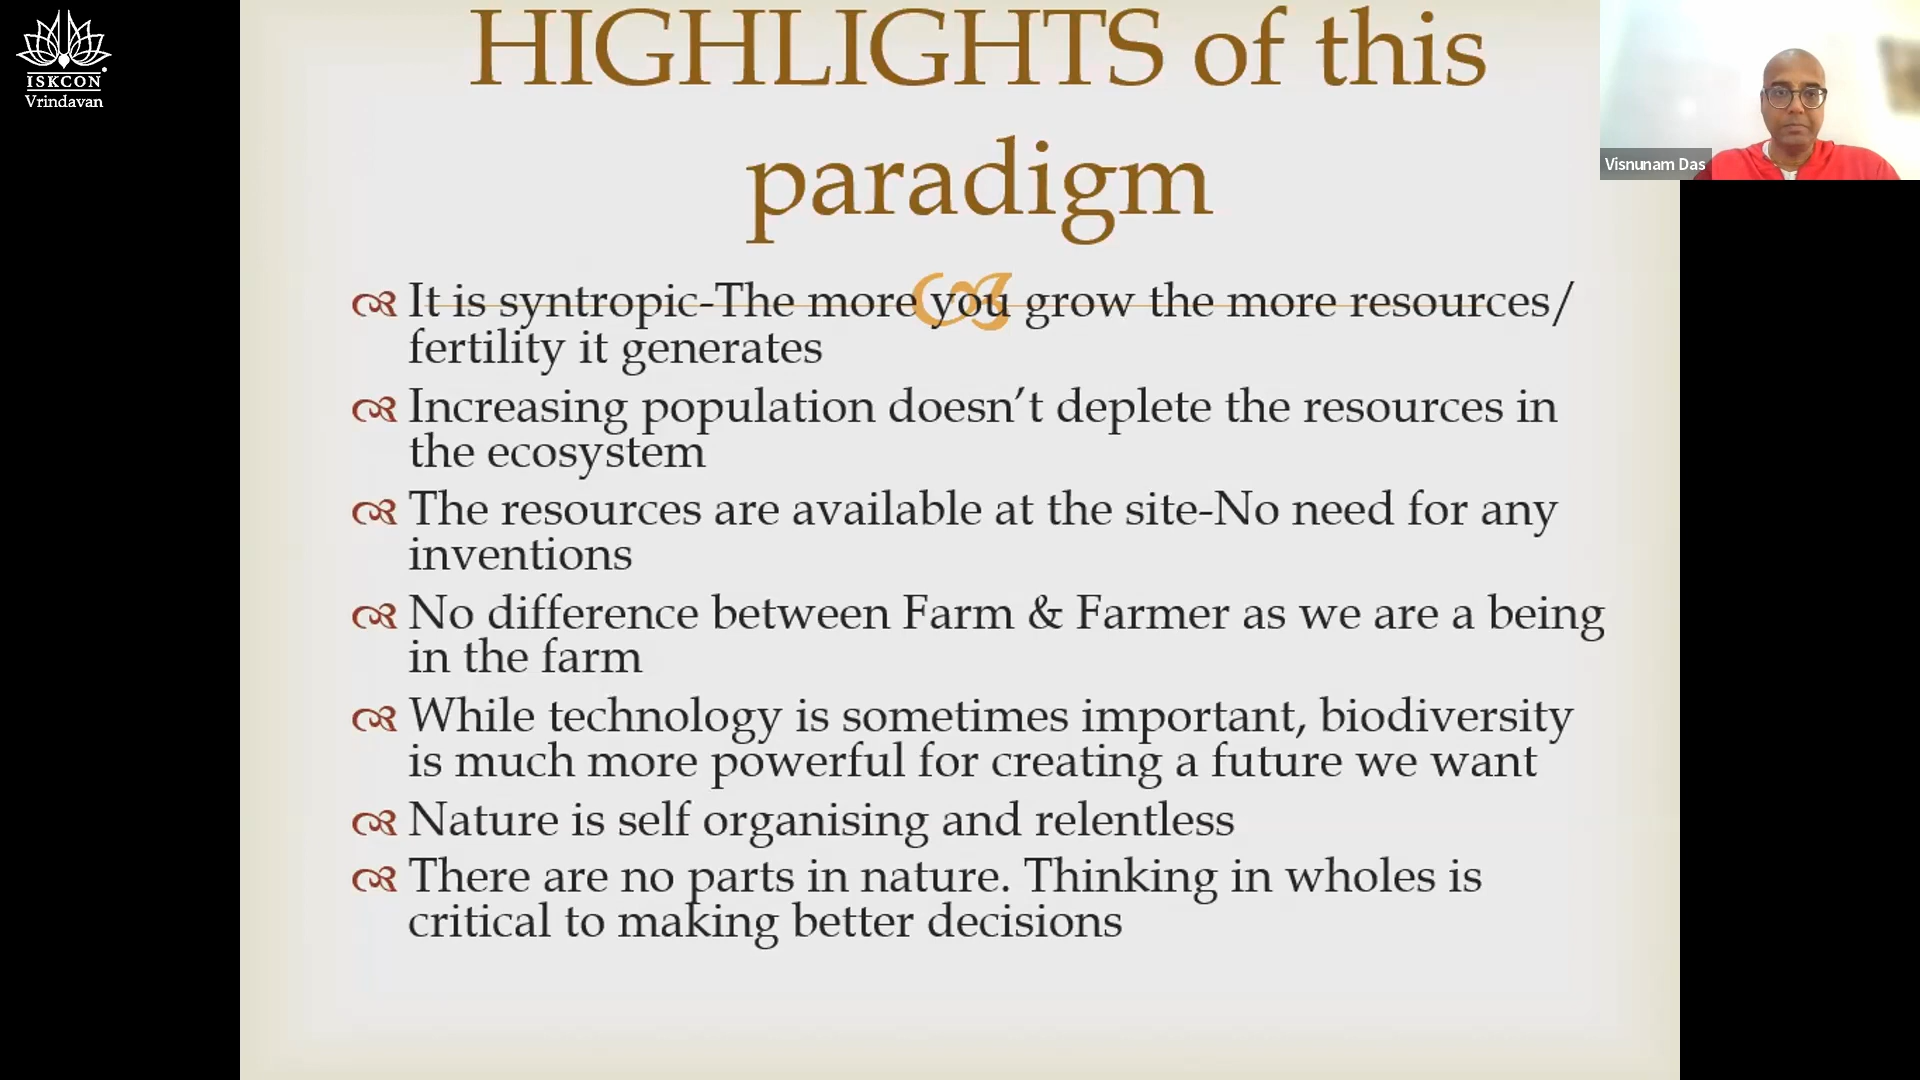 ISKCON
Vrindavan
HIGHLIGHTS of this
paradigm
Visnunam Das
It is syntropic-The more you grow the more resources/
fertility it generates
Increasing population doesn’t deplete the resources in
the ecosystem
The resources are available at the site-No need for any
inventions
No difference between Farm & Farmer as we are a being
in the farm
While technology is sometimes important, biodiversity
is much more powerful for creating a future we want
Nature is self organising and relentless
There are no parts in nature. Thinking in wholes is
critical to making better decisions